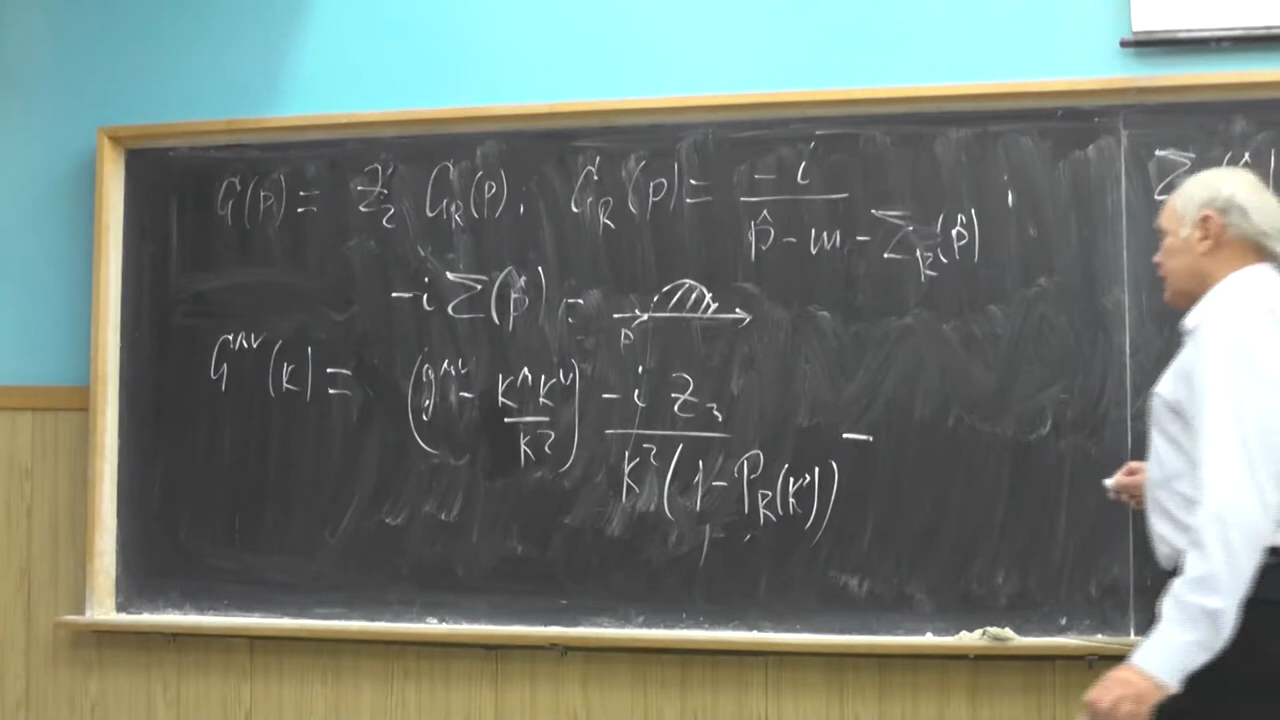 G(p) = Z₂ G_R(p); G_R(p) = -i / (p̂ - m - Σ_R(p̂)) ;
-i Σ(p̂) =
p
G^{μν}(k) = (g^{μν} - k^μ k^ν / k²) -i Z₃ / (k² (1 - P_R(k²))) -
Σ